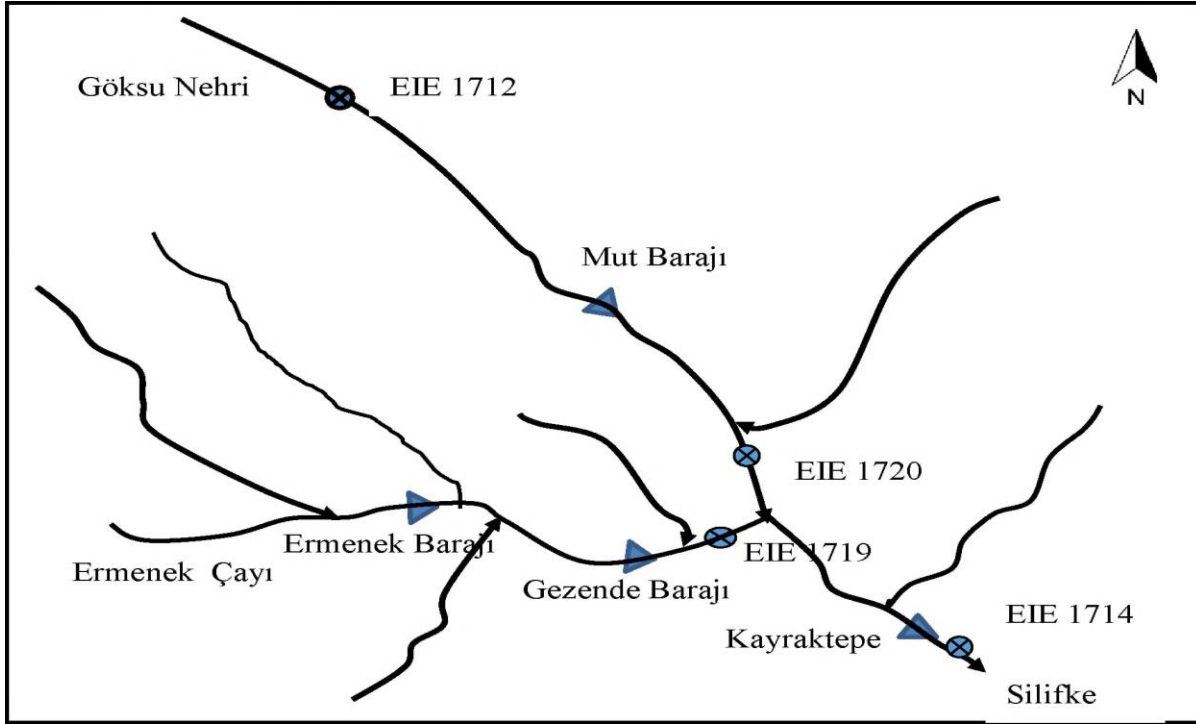 Göksu Nehri
EIE 1712
N
Mut Barajı
EIE 1720
Ermenek Barajı
EIE 1719
Ermenek Çayı
Gezende Barajı
EIE 1714
Kayraktepe
Silifke